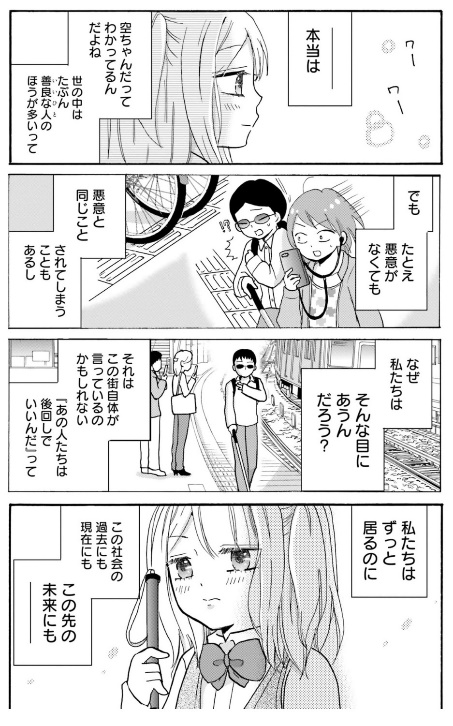 ワー
ワー
本当は
空ちゃんだって
わかってるん
だよね
世の中は
たぶん
善良な人の
いいひと
ほうが多いって
でも
たとえ
悪意が
なくても
!?
悪意と
同じこと
されてしまう
ことも
あるし
なぜ
私たちは
そんな目に
あうん
だろう?
それは
この街自体が
言っているの
かもしれない
『あの人たちは
後回しで
いいんだ』って
私たちは
ずっと
居るのに
この社会の
過去にも
現在にも
この先の
未来にも